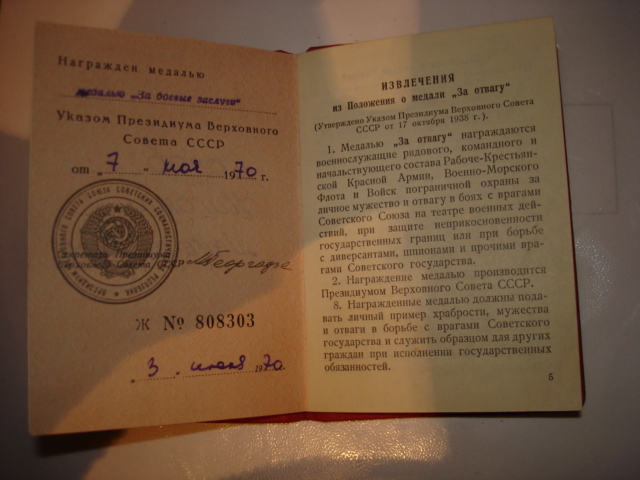 Награжден медалью
медалью „За боевые заслуги"
Указом Президиума Верховного
Совета СССР
от „ 7 " мая 1970 г.
Секретарь Президиума
Верховного Совета СССР
МГеоргадзе
Ж № 808303
„ 3 " июня 1970.
ИЗВЛЕЧЕНИЯ
из Положения о медали „За отвагу"
(Утверждено Указом Президиума Верховного Совета
СССР от 17 октября 1938 г.).
1. Медалью „За отвагу" награждаются
военнослужащие рядового, командного и
начальствующего состава Рабоче-Крестьян-
ской Красной Армии, Военно-Морского
Флота и Войск пограничной охраны за
личное мужество и отвагу в боях с врагами
Советского Союза на театре военных дей-
ствий, при защите неприкосновенности
государственных границ или при борьбе
с диверсантами, шпионами и прочими вра-
гами Советского государства.
2. Награждение медалью производится
Президиумом Верховного Совета СССР.
8. Награжденные медалью должны пода-
вать личный пример храбрости, мужества
и отваги в борьбе с врагами Советского
государства и служить образцом для других
граждан при исполнении государственных
обязанностей.
5